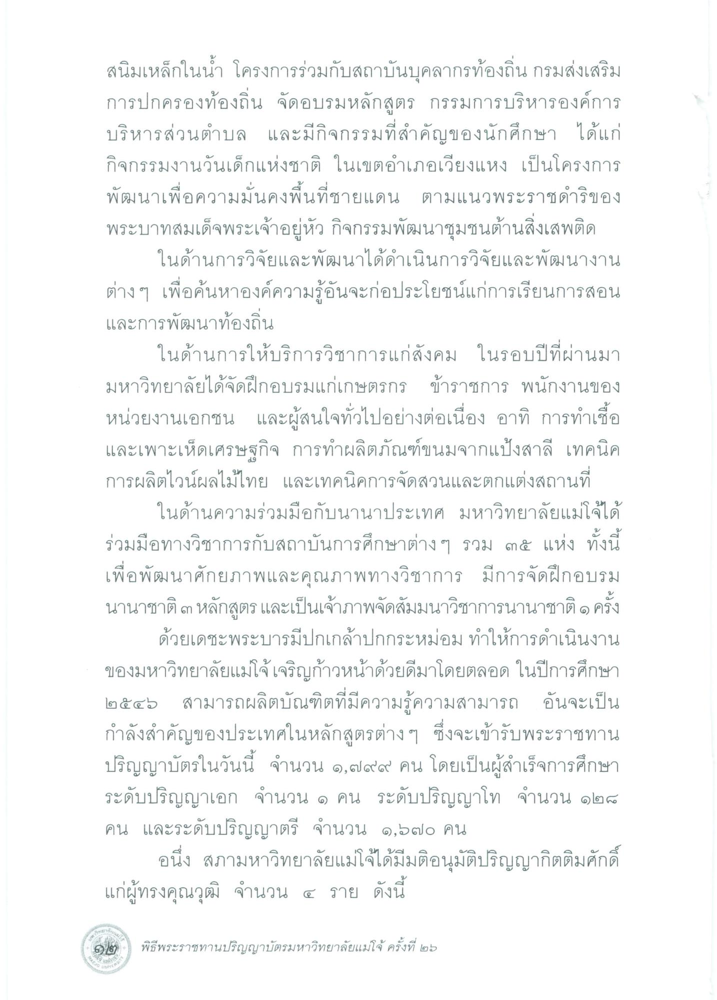 สนิมเหล็กในน้ำ โครงการร่วมกับสถาบันบุคลากรท้องถิ่น กรมส่งเสริม
การปกครองท้องถิ่น จัดอบรมหลักสูตร กรรมการบริหารองค์การ
บริหารส่วนตำบล และมีกิจกรรมที่สำคัญของนักศึกษา ได้แก่
กิจกรรมงานวันเด็กแห่งชาติ ในเขตอำเภอเวียงแหง เป็นโครงการ
พัฒนาเพื่อความมั่นคงพื้นที่ชายแดน ตามแนวพระราชดำริของ
พระบาทสมเด็จพระเจ้าอยู่หัว กิจกรรมพัฒนาชุมชนต้านสิ่งเสพติด
ในด้านการวิจัยและพัฒนาได้ดำเนินการวิจัยและพัฒนางาน
ต่างๆ เพื่อค้นหาองค์ความรู้อันจะก่อประโยชน์แก่การเรียนการสอน
และการพัฒนาท้องถิ่น
ในด้านการให้บริการวิชาการแก่สังคม ในรอบปีที่ผ่านมา
มหาวิทยาลัยได้จัดฝึกอบรมแก่เกษตรกร ข้าราชการ พนักงานของ
หน่วยงานเอกชน และผู้สนใจทั่วไปอย่างต่อเนื่อง อาทิ การทำเชื้อ
และเพาะเห็ดเศรษฐกิจ การทำผลิตภัณฑ์ขนมจากแป้งสาลี เทคนิค
การผลิตไวน์ผลไม้ไทย และเทคนิคการจัดสวนและตกแต่งสถานที่
ในด้านความร่วมมือกับนานาประเทศ มหาวิทยาลัยแม่โจ้ได้
ร่วมมือทางวิชาการกับสถาบันการศึกษาต่างๆ รวม ๓๕ แห่ง ทั้งนี้
เพื่อพัฒนาศักยภาพและคุณภาพทางวิชาการ มีการจัดฝึกอบรม
นานาชาติ ๓ หลักสูตร และเป็นเจ้าภาพจัดสัมมนาวิชาการนานาชาติ ๑ ครั้ง
ด้วยเดชะพระบารมีปกเกล้าปกกระหม่อม ทำให้การดำเนินงาน
ของมหาวิทยาลัยแม่โจ้ เจริญก้าวหน้าด้วยดีมาโดยตลอด ในปีการศึกษา
๒๕๔๖ สามารถผลิตบัณฑิตที่มีความรู้ความสามารถ อันจะเป็น
กำลังสำคัญของประเทศในหลักสูตรต่างๆ ซึ่งจะเข้ารับพระราชทาน
ปริญญาบัตรในวันนี้ จำนวน ๑,๗๙๙ คน โดยเป็นผู้สำเร็จการศึกษา
ระดับปริญญาเอก จำนวน ๑ คน ระดับปริญญาโท จำนวน ๑๒๘
คน และระดับปริญญาตรี จำนวน ๑,๖๗๐ คน
อนึ่ง สภามหาวิทยาลัยแม่โจ้ได้มีมติอนุมัติปริญญากิตติมศักดิ์
แก่ผู้ทรงคุณวุฒิ จำนวน ๔ ราย ดังนี้
มหาวิทยาลัยแม่โจ้
๑๒
MAEJO UNIVERSITY
พิธีพระราชทานปริญญาบัตรมหาวิทยาลัยแม่โจ้ ครั้งที่ ๒๖